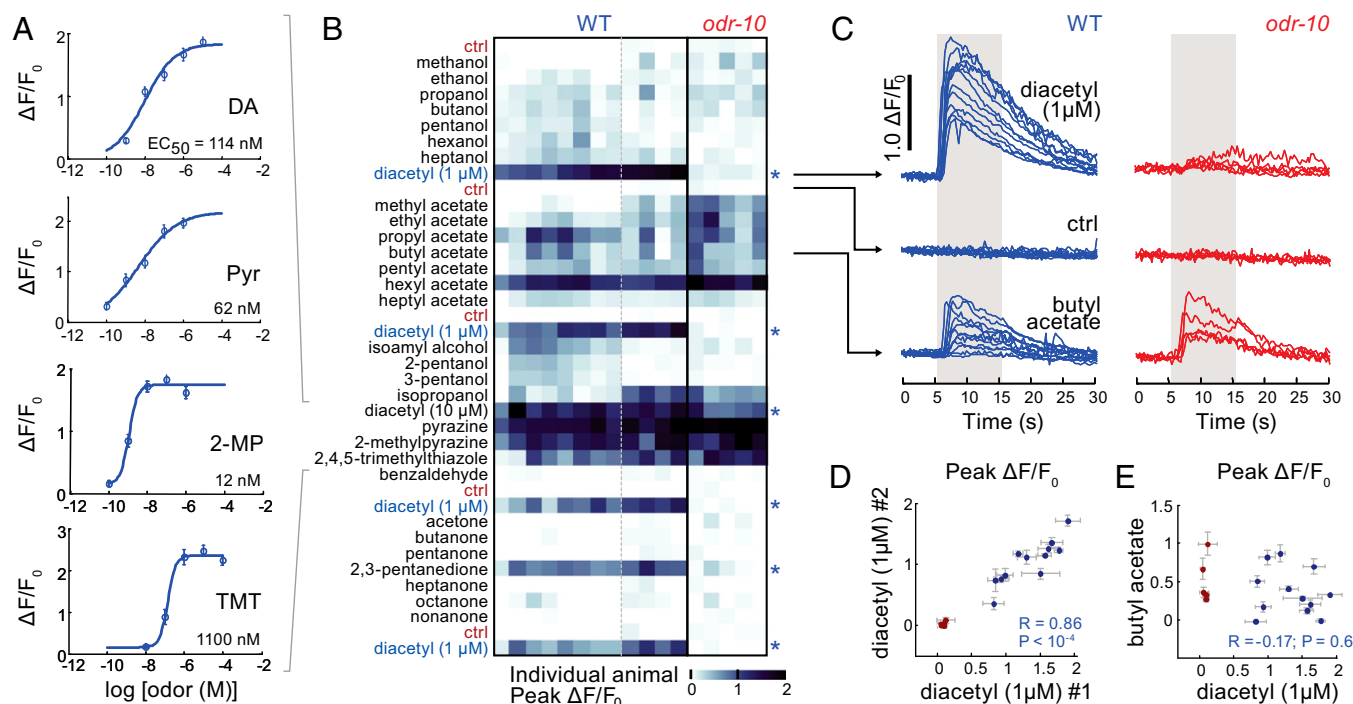 A
2
1
0
ΔF/F0
DA
EC50 = 114 nM
-12 -10 -8 -6 -4 -2
2
1
0
ΔF/F0
Pyr
62 nM
-12 -10 -8 -6 -4 -2
2
1
0
ΔF/F0
2-MP
12 nM
-12 -10 -8 -6 -4 -2
3
2
1
0
ΔF/F0
TMT
1100 nM
-12 -10 -8 -6 -4 -2
log [odor (M)]
B
WT odr-10
ctrl
methanol
ethanol
propanol
butanol
pentanol
hexanol
heptanol
diacetyl (1 µM) *
ctrl
methyl acetate
ethyl acetate
propyl acetate
butyl acetate
pentyl acetate
hexyl acetate
heptyl acetate
ctrl
diacetyl (1 µM) *
isoamyl alcohol
2-pentanol
3-pentanol
isopropanol
diacetyl (10 µM) *
pyrazine
2-methylpyrazine
2,4,5-trimethylthiazole
benzaldehyde
ctrl
diacetyl (1 µM) *
acetone
butanone
pentanone
2,3-pentanedione *
heptanone
octanone
nonanone
ctrl
diacetyl (1 µM) *
Individual animal
Peak ΔF/F0
0 1 2
C
WT odr-10
1.0 ΔF/F0
diacetyl
(1µM)
ctrl
butyl
acetate
0 5 10 15 20 25 30
Time (s)
0 5 10 15 20 25 30
Time (s)
D
Peak ΔF/F0
diacetyl (1µM) #2
2
1
0
R = 0.86
P < 10-4
0 0.5 1 1.5 2
diacetyl (1µM) #1
E
Peak ΔF/F0
butyl acetate
1.5
1
0.5
0
R =-0.17; P = 0.6
0 0.5 1 1.5 2
diacetyl (1µM)